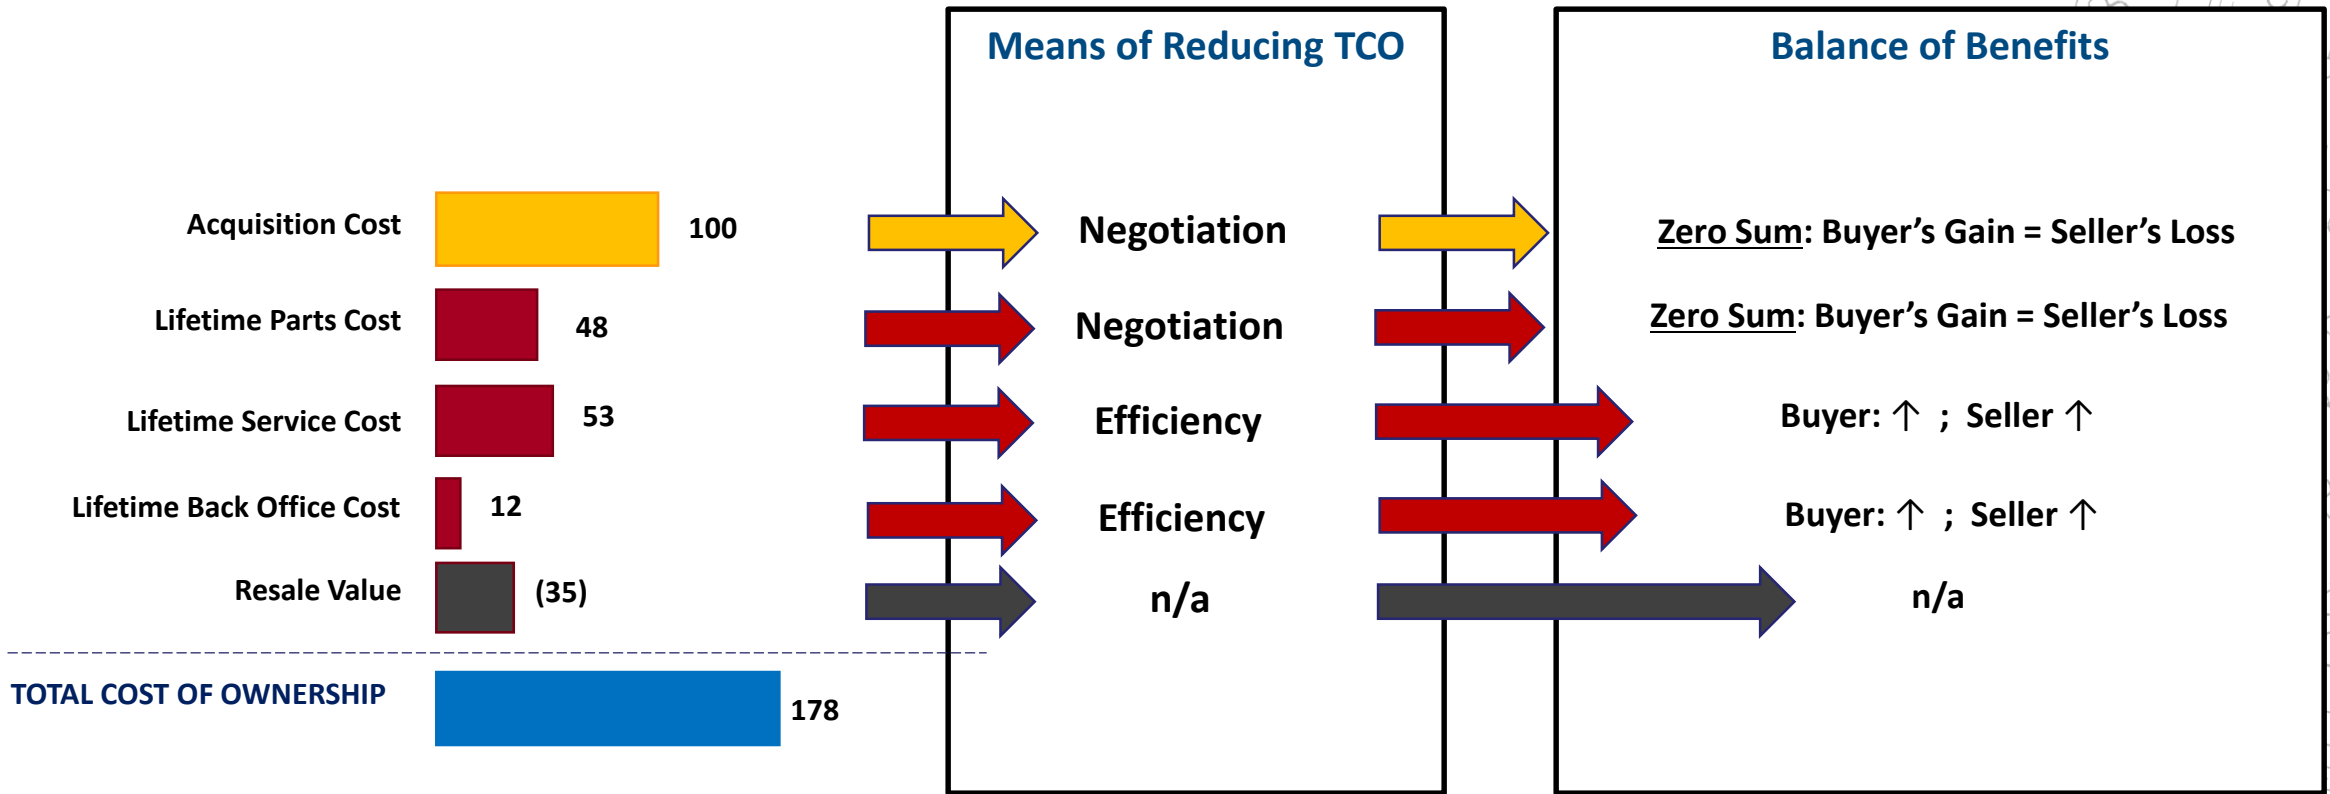 Means of Reducing TCO
Balance of Benefits
Acquisition Cost
100
Negotiation
Zero Sum: Buyer’s Gain = Seller’s Loss
Lifetime Parts Cost
48
Negotiation
Zero Sum: Buyer’s Gain = Seller’s Loss
Lifetime Service Cost
53
Efficiency
Buyer: ↑ ; Seller ↑
Lifetime Back Office Cost
12
Efficiency
Buyer: ↑ ; Seller ↑
Resale Value
(35)
n/a
n/a
TOTAL COST OF OWNERSHIP
178